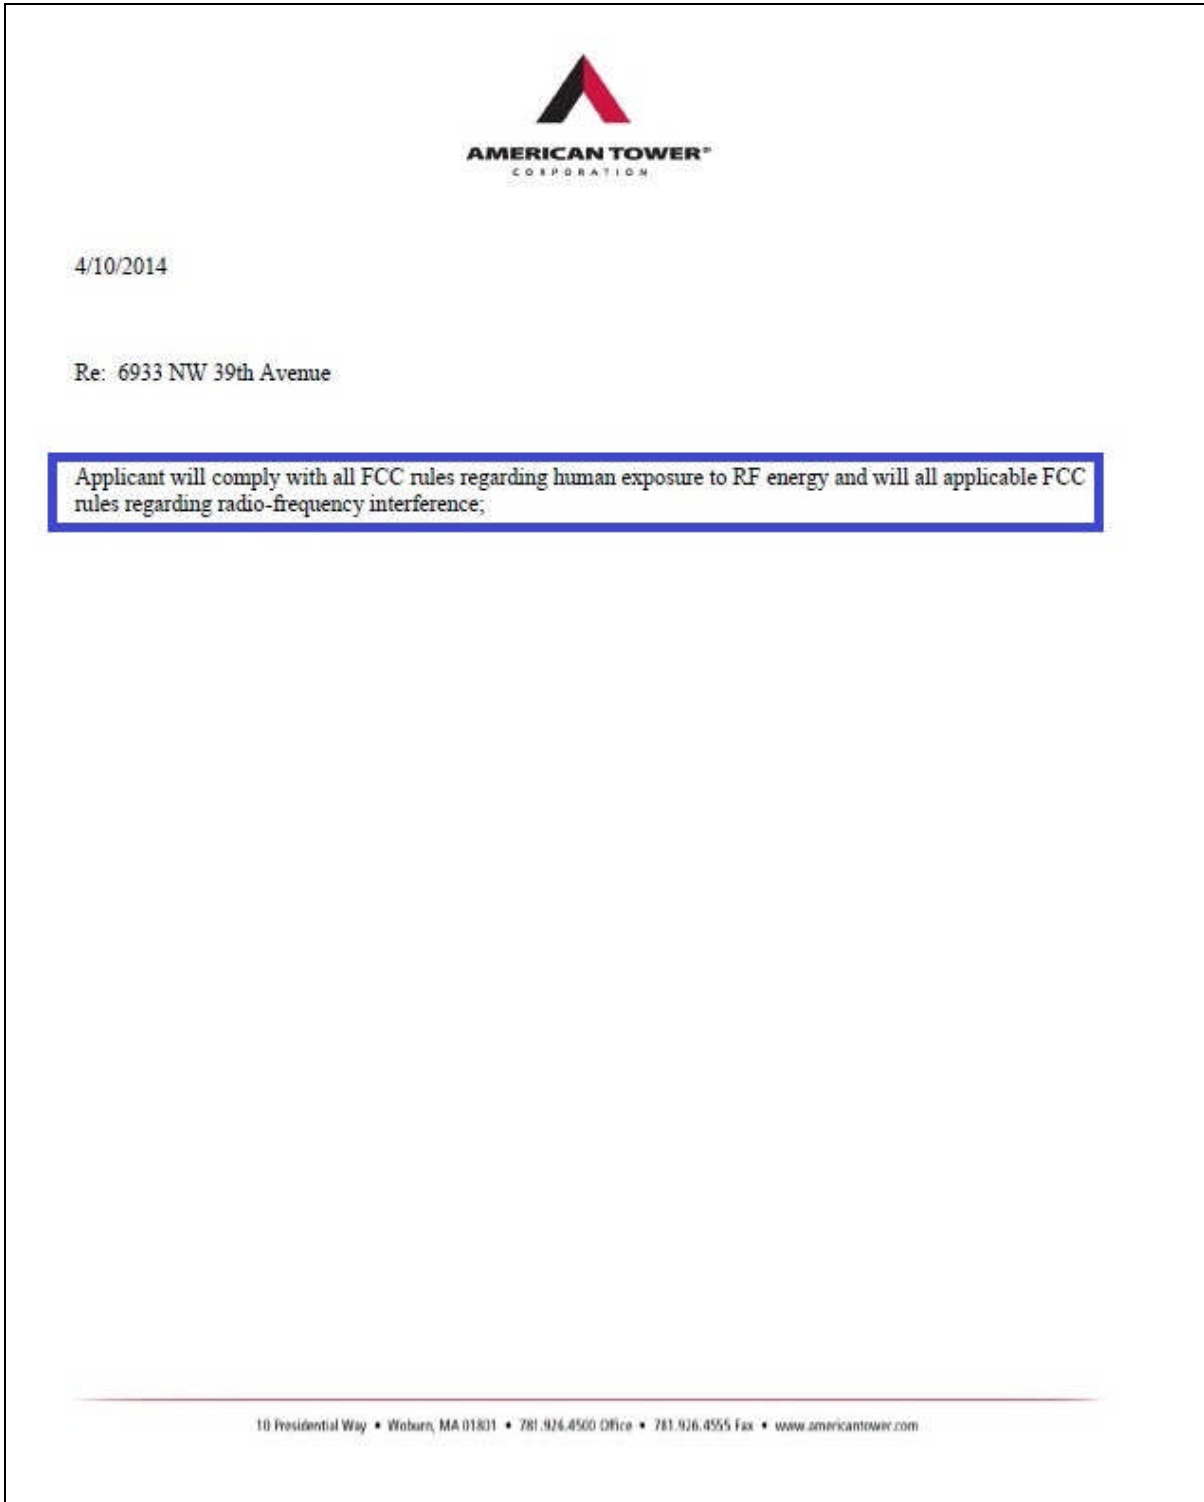 AMERICAN TOWER®
CORPORATION
4/10/2014
Re: 6933 NW 39th Avenue
Applicant will comply with all FCC rules regarding human exposure to RF energy and will all applicable FCC
rules regarding radio-frequency interference;
10 Presidential Way • Woburn, MA 01801 • 781.926.4500 Office • 781.926.4555 Fax • www.americantower.com